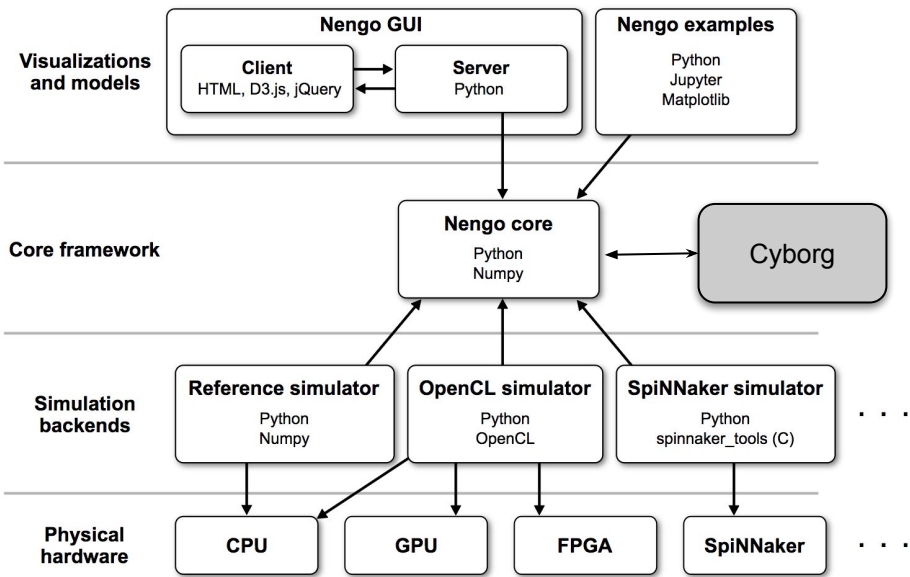 Nengo GUI
Nengo examples
Visualizations
and models
Client
HTML, D3.js, jQuery
Server
Python
Python
Jupyter
Matplotlib
Core framework
Nengo core
Python
Numpy
Cyborg
Simulation
backends
Reference simulator
Python
Numpy
OpenCL simulator
Python
OpenCL
SpiNNaker simulator
Python
spinnaker_tools (C)
. . .
Physical
hardware
CPU
GPU
FPGA
SpiNNaker
. . .